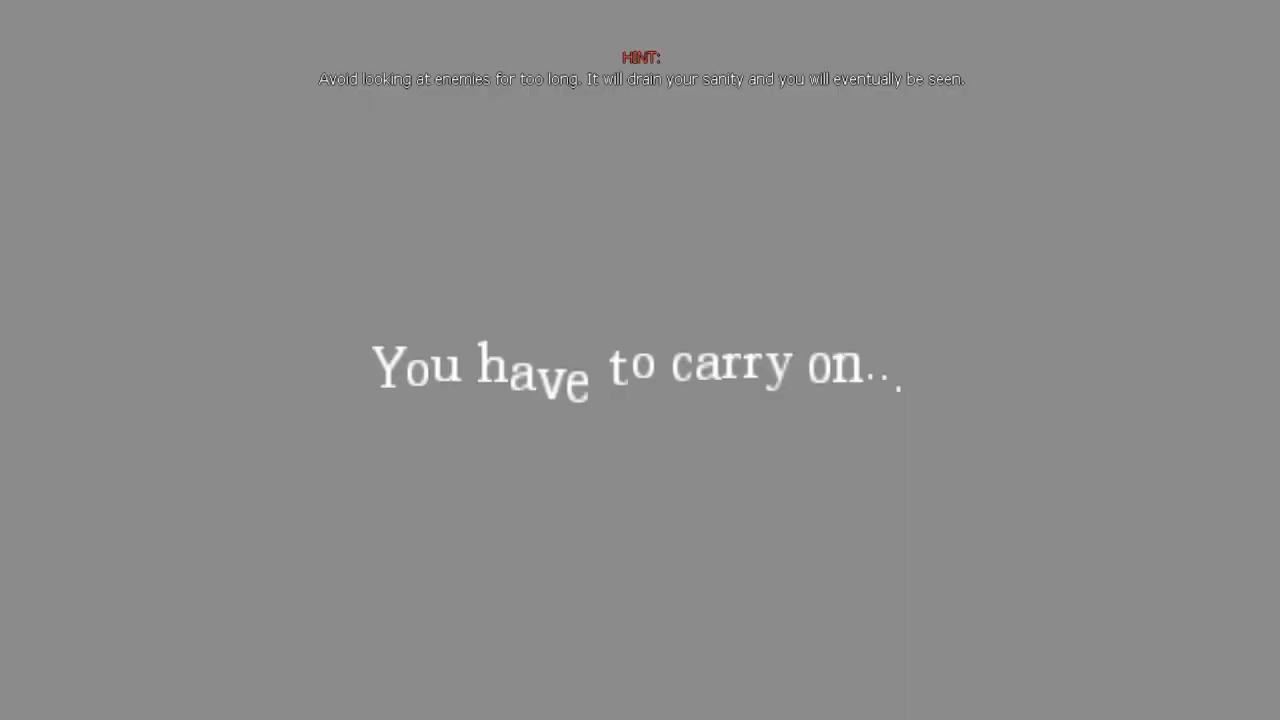 HINT:
Avoid looking at enemies for too long. It will drain your sanity and you will eventually be seen.
You have to carry on...